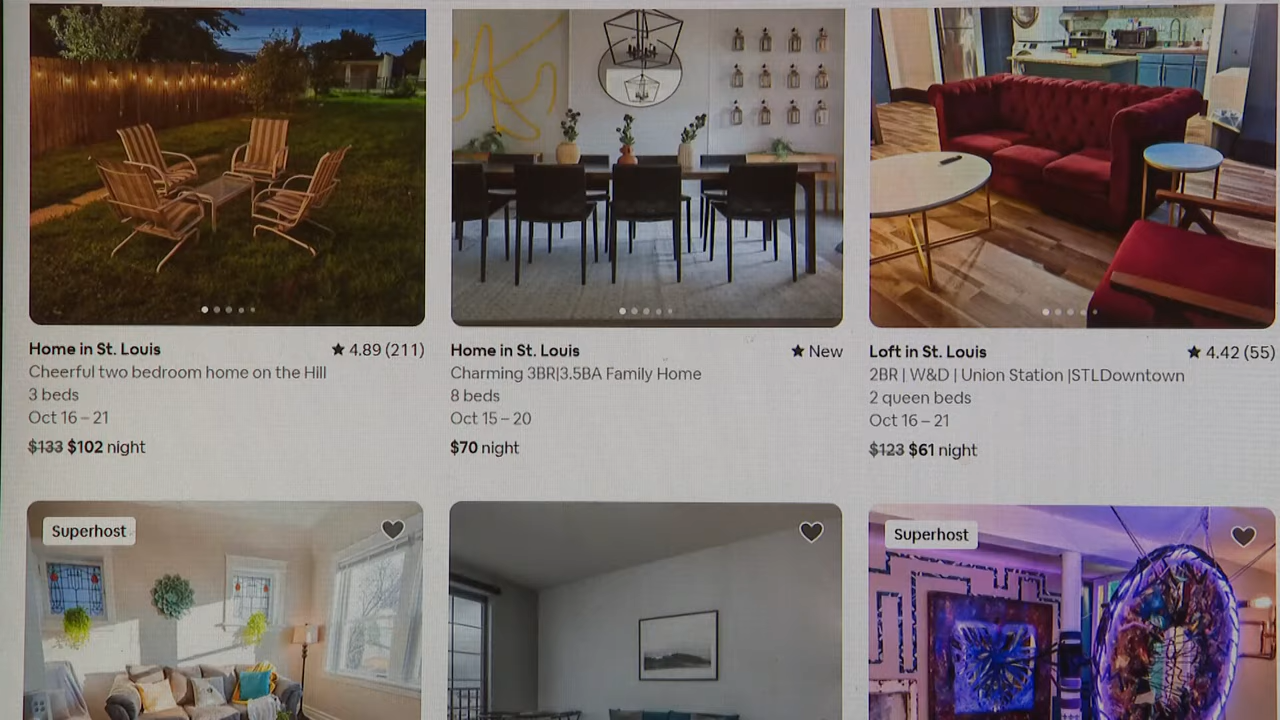 Home in St. Louis
★ 4.89 (211)
Cheerful two bedroom home on the Hill
3 beds
Oct 16 – 21
$133 $102 night
Home in St. Louis
★ New
Charming 3BR|3.5BA Family Home
8 beds
Oct 15 – 20
$70 night
Loft in St. Louis
★ 4.42 (55)
2BR | W&D | Union Station |STLDowntown
2 queen beds
Oct 16 – 21
$123 $61 night
Superhost
Superhost